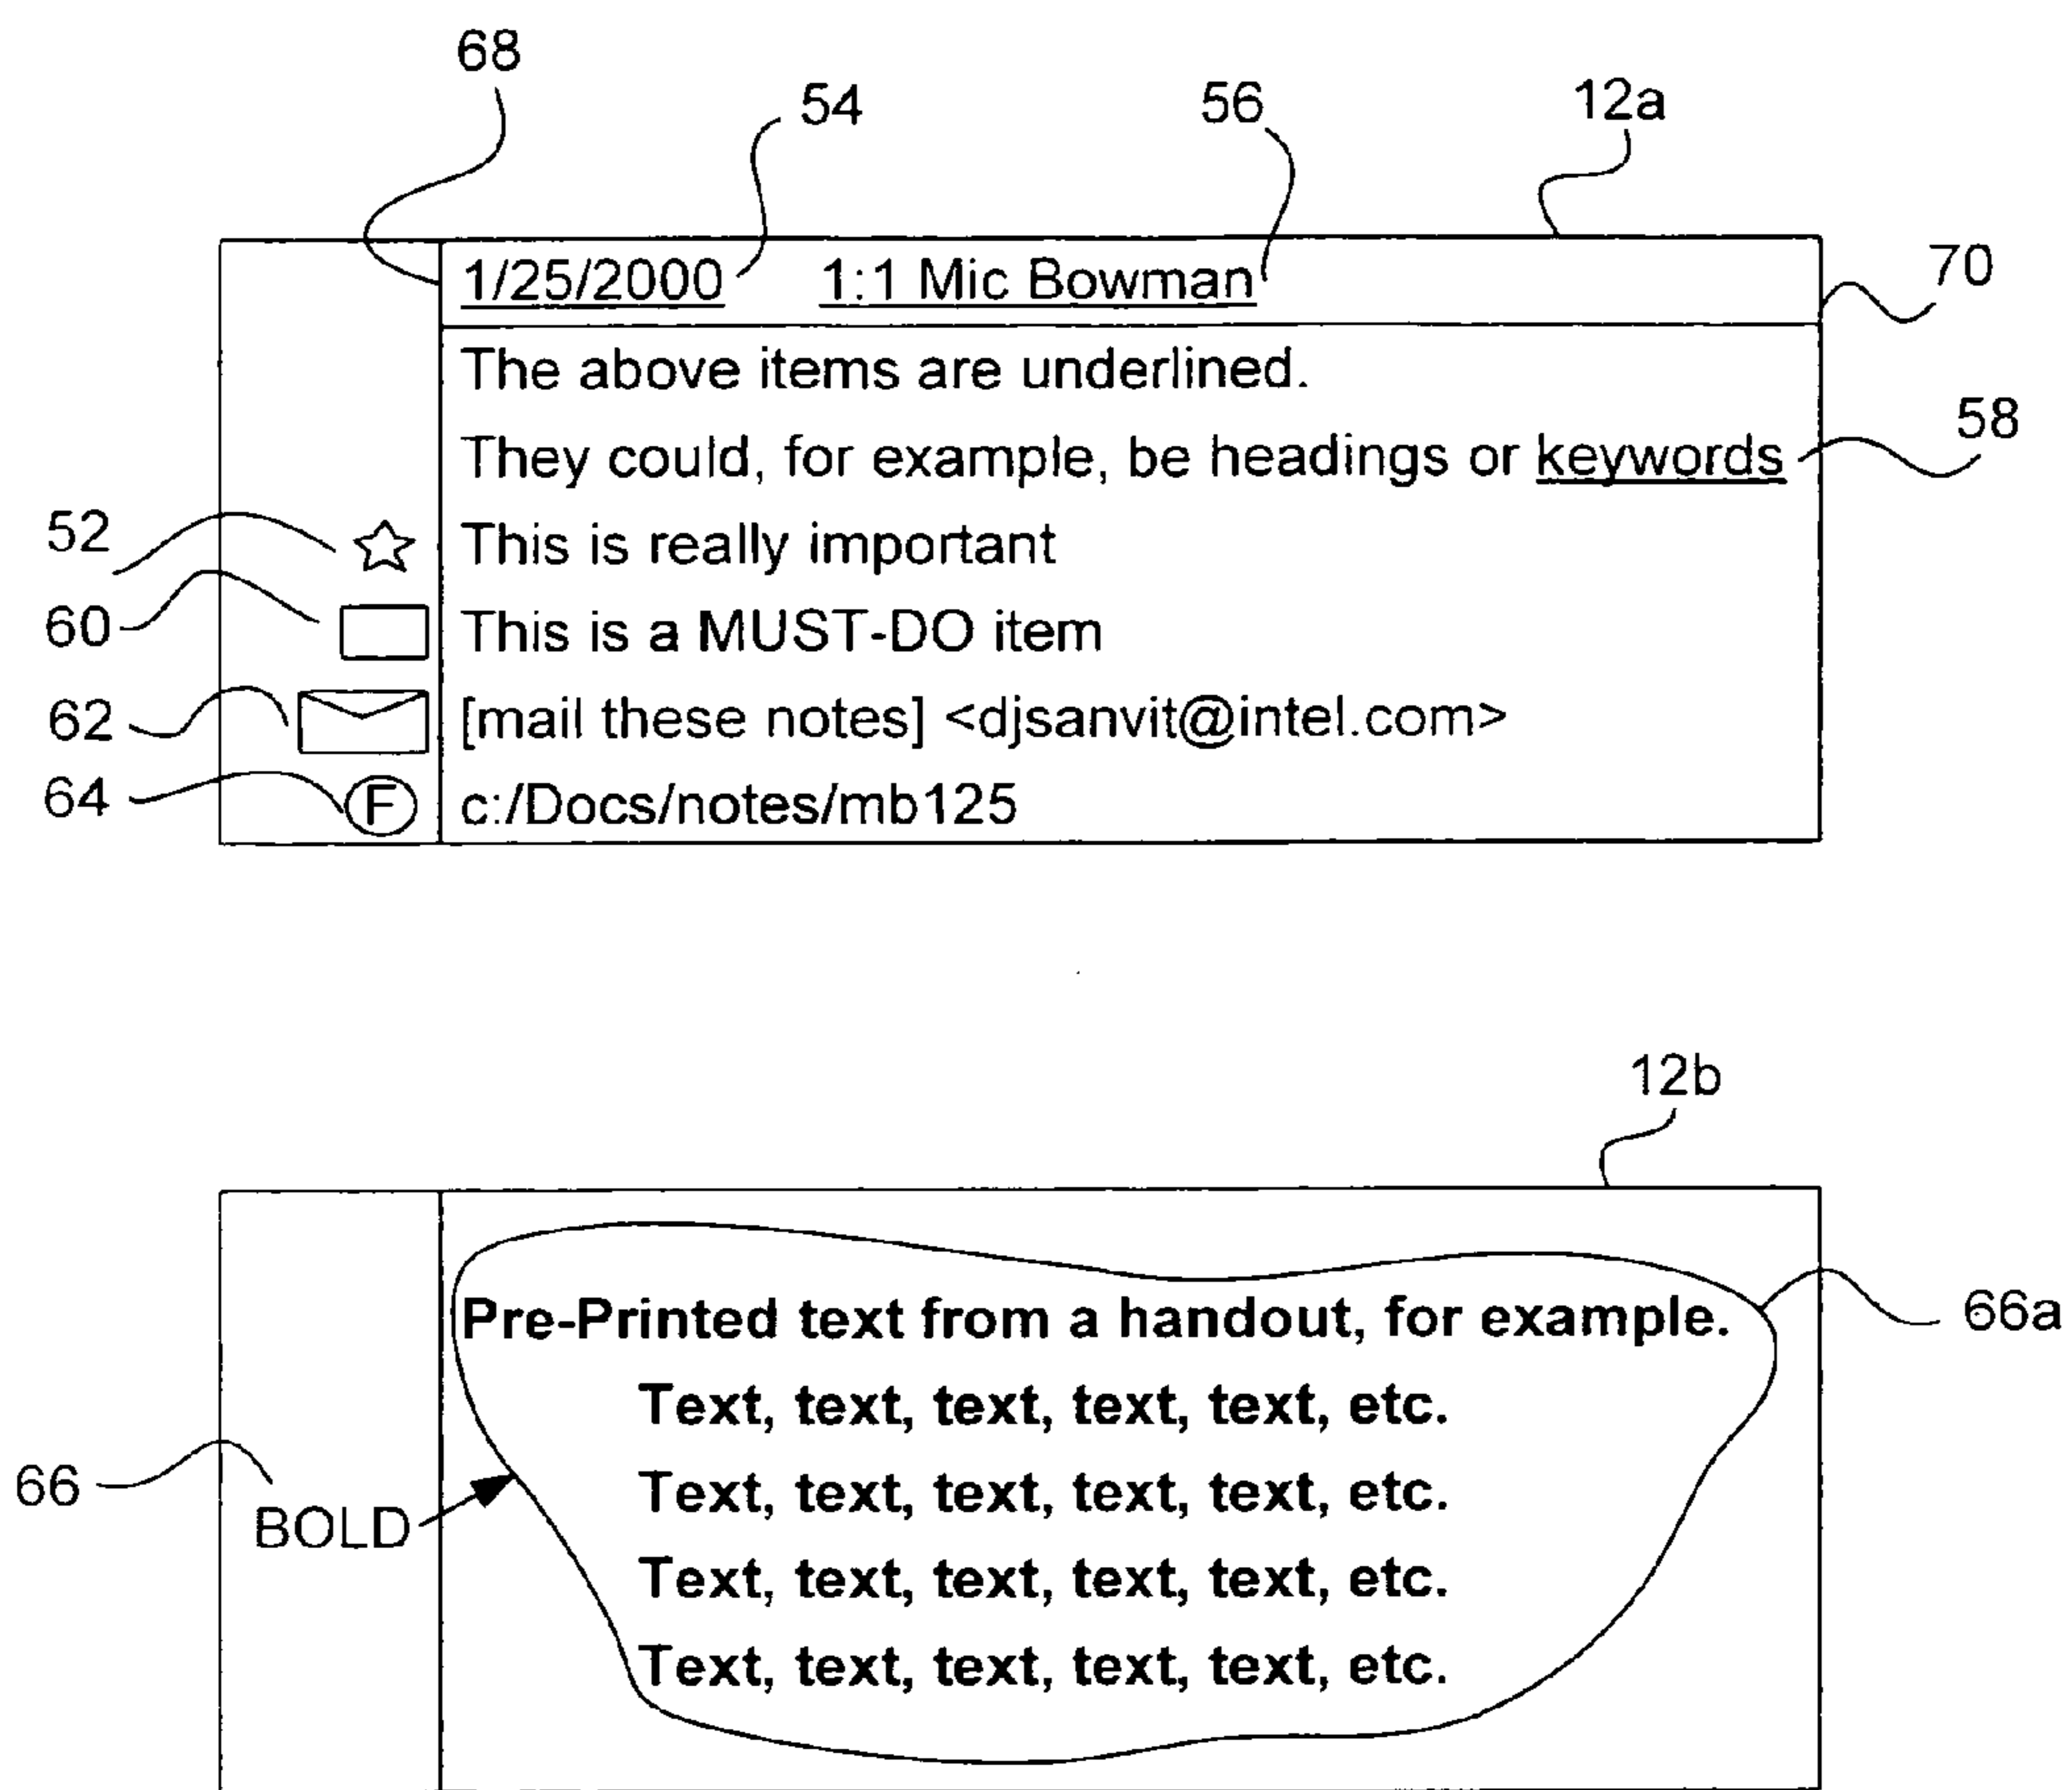 68
54
56
12a
1/25/2000 1:1 Mic Bowman
70
The above items are underlined.
They could, for example, be headings or keywords
58
52
This is really important
60
This is a MUST-DO item
62
[mail these notes] <djsanvit@intel.com>
64
F
c:/Docs/notes/mb125
12b
Pre-Printed text from a handout, for example.
66a
Text, text, text, text, text, etc.
66
Text, text, text, text, text, etc.
BOLD
Text, text, text, text, text, etc.
Text, text, text, text, text, etc.